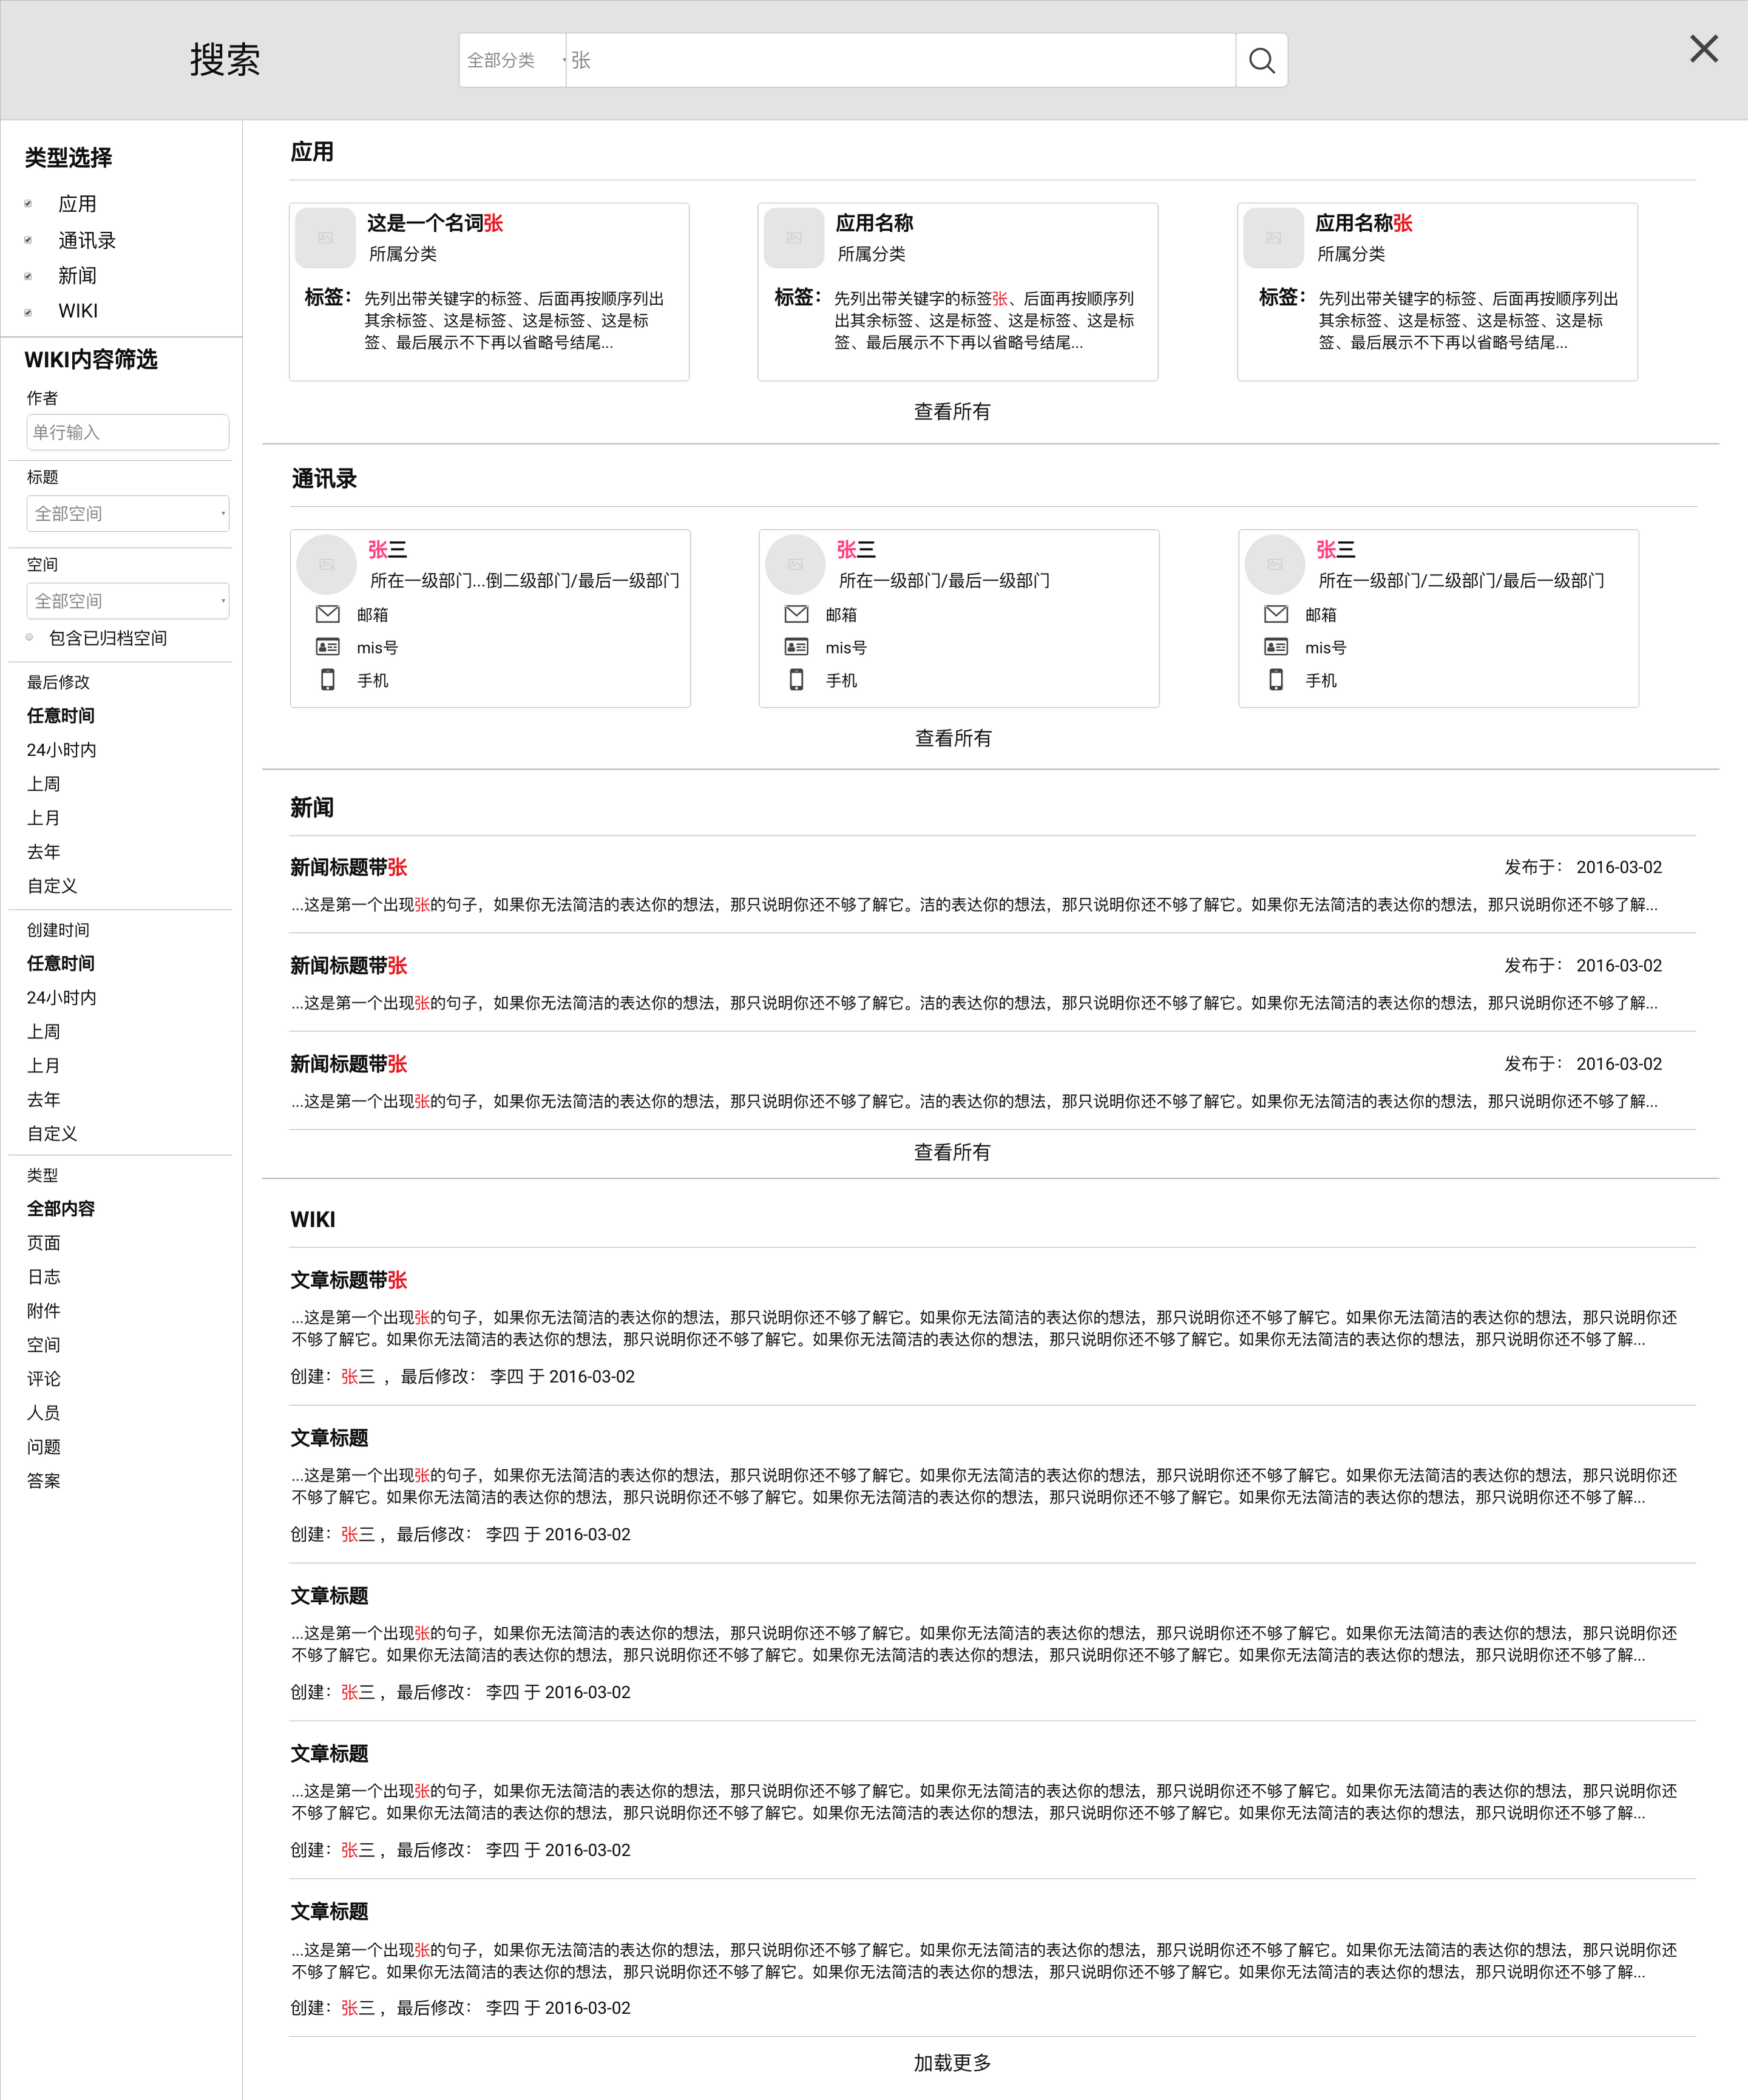 搜索
全部分类
张
类型选择
应用
通讯录
新闻
WIKI
WIKI内容筛选
作者
单行输入
标题
全部空间
空间
全部空间
包含已归档空间
最后修改
任意时间
24小时内
上周
上月
去年
自定义
创建时间
任意时间
24小时内
上周
上月
去年
自定义
类型
全部内容
页面
日志
附件
空间
评论
人员
问题
答案
应用
这是一个名词张
所属分类
标签：
先列出带关键字的标签、后面再按顺序列出
其余标签、这是标签、这是标签、这是标
签、最后展示不下再以省略号结尾...
应用名称
所属分类
标签：
先列出带关键字的标签张、后面再按顺序列
出其余标签、这是标签、这是标签、这是标
签、最后展示不下再以省略号结尾...
应用名称张
所属分类
标签：
先列出带关键字的标签、后面再按顺序列出
其余标签、这是标签、这是标签、这是标
签、最后展示不下再以省略号结尾...
查看所有
通讯录
张三
所在一级部门...倒二级部门/最后一级部门
邮箱
mis号
手机
张三
所在一级部门/最后一级部门
邮箱
mis号
手机
张三
所在一级部门/二级部门/最后一级部门
邮箱
mis号
手机
查看所有
新闻
新闻标题带张
发布于： 2016-03-02
...这是第一个出现张的句子，如果你无法简洁的表达你的想法，那只说明你还不够了解它。洁的表达你的想法，那只说明你还不够了解它。如果你无法简洁的表达你的想法，那只说明你还不够了解...
新闻标题带张
发布于： 2016-03-02
...这是第一个出现张的句子，如果你无法简洁的表达你的想法，那只说明你还不够了解它。洁的表达你的想法，那只说明你还不够了解它。如果你无法简洁的表达你的想法，那只说明你还不够了解...
新闻标题带张
发布于： 2016-03-02
...这是第一个出现张的句子，如果你无法简洁的表达你的想法，那只说明你还不够了解它。洁的表达你的想法，那只说明你还不够了解它。如果你无法简洁的表达你的想法，那只说明你还不够了解...
查看所有
WIKI
文章标题带张
...这是第一个出现张的句子，如果你无法简洁的表达你的想法，那只说明你还不够了解它。如果你无法简洁的表达你的想法，那只说明你还不够了解它。如果你无法简洁的表达你的想法，那只说明你还
不够了解它。如果你无法简洁的表达你的想法，那只说明你还不够了解它。如果你无法简洁的表达你的想法，那只说明你还不够了解它。如果你无法简洁的表达你的想法，那只说明你还不够了解...
创建：张三 ，最后修改： 李四 于 2016-03-02
文章标题
...这是第一个出现张的句子，如果你无法简洁的表达你的想法，那只说明你还不够了解它。如果你无法简洁的表达你的想法，那只说明你还不够了解它。如果你无法简洁的表达你的想法，那只说明你还
不够了解它。如果你无法简洁的表达你的想法，那只说明你还不够了解它。如果你无法简洁的表达你的想法，那只说明你还不够了解它。如果你无法简洁的表达你的想法，那只说明你还不够了解...
创建：张三 ，最后修改： 李四 于 2016-03-02
文章标题
...这是第一个出现张的句子，如果你无法简洁的表达你的想法，那只说明你还不够了解它。如果你无法简洁的表达你的想法，那只说明你还不够了解它。如果你无法简洁的表达你的想法，那只说明你还
不够了解它。如果你无法简洁的表达你的想法，那只说明你还不够了解它。如果你无法简洁的表达你的想法，那只说明你还不够了解它。如果你无法简洁的表达你的想法，那只说明你还不够了解...
创建：张三 ，最后修改： 李四 于 2016-03-02
文章标题
...这是第一个出现张的句子，如果你无法简洁的表达你的想法，那只说明你还不够了解它。如果你无法简洁的表达你的想法，那只说明你还不够了解它。如果你无法简洁的表达你的想法，那只说明你还
不够了解它。如果你无法简洁的表达你的想法，那只说明你还不够了解它。如果你无法简洁的表达你的想法，那只说明你还不够了解它。如果你无法简洁的表达你的想法，那只说明你还不够了解...
创建：张三 ，最后修改： 李四 于 2016-03-02
文章标题
...这是第一个出现张的句子，如果你无法简洁的表达你的想法，那只说明你还不够了解它。如果你无法简洁的表达你的想法，那只说明你还不够了解它。如果你无法简洁的表达你的想法，那只说明你还
不够了解它。如果你无法简洁的表达你的想法，那只说明你还不够了解它。如果你无法简洁的表达你的想法，那只说明你还不够了解它。如果你无法简洁的表达你的想法，那只说明你还不够了解...
创建：张三 ，最后修改： 李四 于 2016-03-02
加载更多